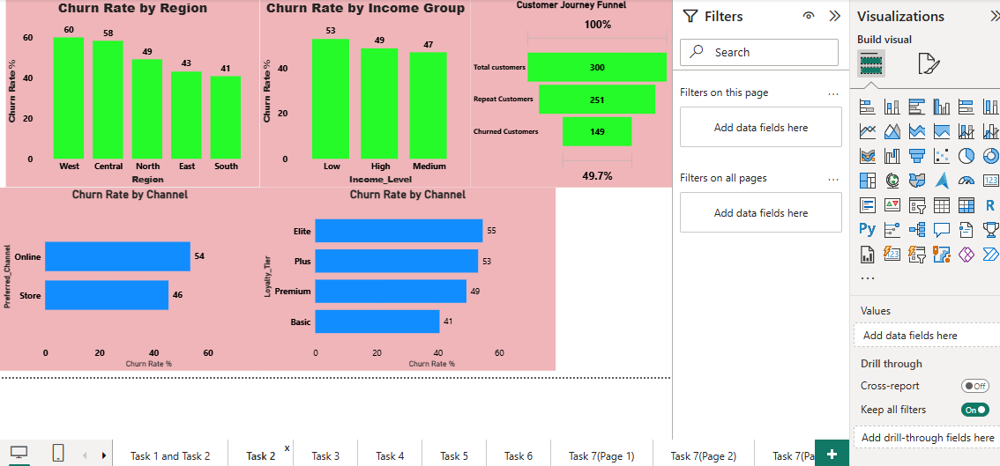 Churn Rate by Region
Churn Rate %
60
40
20
0
60
58
49
43
41
West
Central
North
East
South
Region
Churn Rate by Income Group
Churn Rate %
40
20
0
53
49
47
Low
High
Medium
Income_Level
Customer Journey Funnel
100%
Total customers
300
Repeat Customers
251
Churned Customers
149
49.7%
Churn Rate by Channel
Preferred_Channel
Online
54
Store
46
0
20
40
60
Churn Rate %
Churn Rate by Channel
Loyalty_Tier
Elite
55
Plus
53
Premium
49
Basic
41
0
20
40
60
Churn Rate %
Filters
Search
Filters on this page
...
Add data fields here
Filters on all pages
...
Add data fields here
Visualizations
Build visual
123
R
Py
123
...
Values
Add data fields here
Drill through
Cross-report
Off
Keep all filters
On
Add drill-through fields here
Task 1 and Task 2
Task 2
x
Task 3
Task 4
Task 5
Task 6
Task 7(Page 1)
Task 7(Page 2)
Task 7(Pa
+